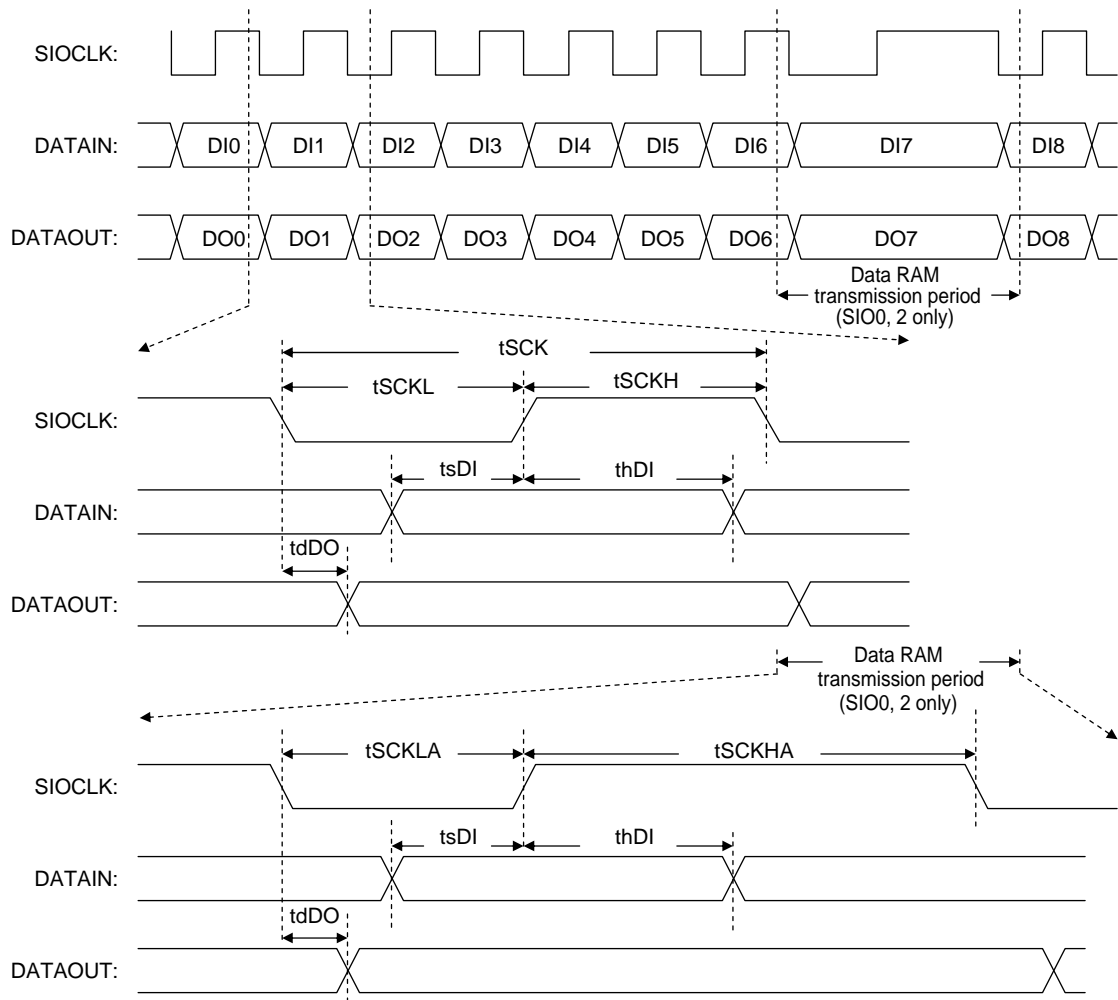 SIOCLK:
DATAIN: DI0 DI1 DI2 DI3 DI4 DI5 DI6 DI7 DI8
DATAOUT: DO0 DO1 DO2 DO3 DO4 DO5 DO6 DO7 DO8
Data RAM
transmission period
(SIO0, 2 only)
tSCK
tSCKL tSCKH
SIOCLK:
tsDI thDI
DATAIN:
tdDO
DATAOUT:
Data RAM
transmission period
(SIO0, 2 only)
tSCKLA tSCKHA
SIOCLK:
tsDI thDI
DATAIN:
tdDO
DATAOUT: